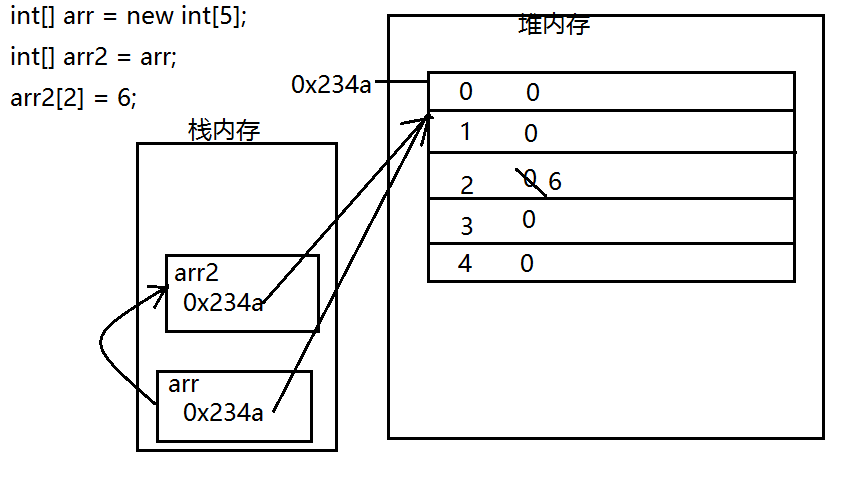 int[] arr = new int[5];
int[] arr2 = arr;
arr2[2] = 6;
栈内存
arr2
0x234a
arr
0x234a
堆内存
0x234a
0 0
1 0
2 0 6
3 0
4 0